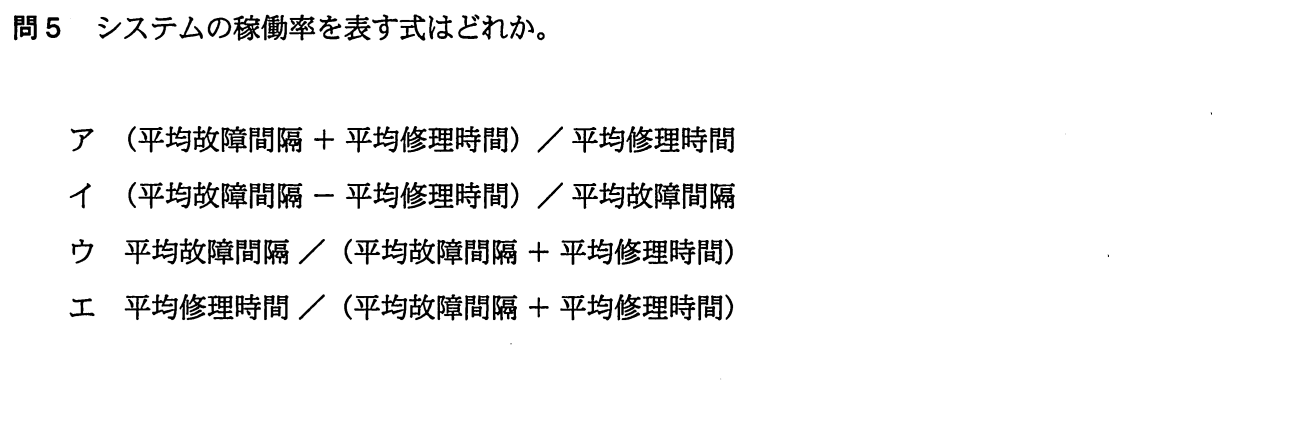 問5 システムの稼働率を表す式はどれか。
ア （平均故障間隔 ＋ 平均修理時間）／ 平均修理時間
イ （平均故障間隔 － 平均修理時間）／ 平均故障間隔
ウ 平均故障間隔 ／（平均故障間隔 ＋ 平均修理時間）
エ 平均修理時間 ／（平均故障間隔 ＋ 平均修理時間）